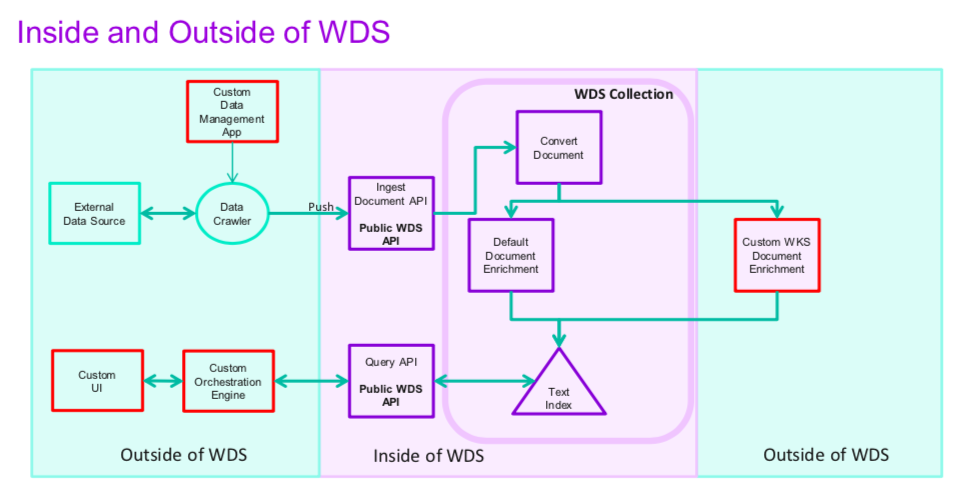 Inside and Outside of WDS
WDS Collection
Custom
Data
Management
App
Convert
Document
External
Data Source
Data
Crawler
Push
Ingest
Document API
Public WDS
API
Default
Document
Enrichment
Custom WKS
Document
Enrichment
Custom
UI
Custom
Orchestration
Engine
Query API
Public WDS
API
Text
Index
Outside of WDS
Inside of WDS
Outside of WDS